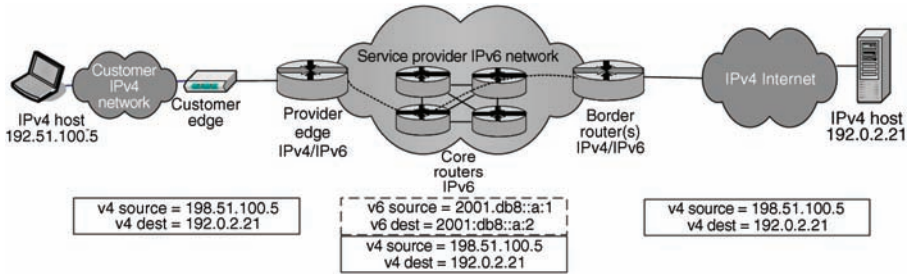 Service provider IPv6 network
Customer
IPv4
network
IPv4 Internet
Customer
edge
IPv4 host
192.51.100.5
Provider
edge
IPv4/IPv6
Core
routers
IPv6
Border
router(s)
IPv4/IPv6
IPv4 host
192.0.2.21
v4 source = 198.51.100.5
v4 dest = 192.0.2.21
v6 source = 2001.db8::a:1
v6 dest = 2001:db8::a:2
v4 source = 198.51.100.5
v4 dest = 192.0.2.21
v4 source = 198.51.100.5
v4 dest = 192.0.2.21